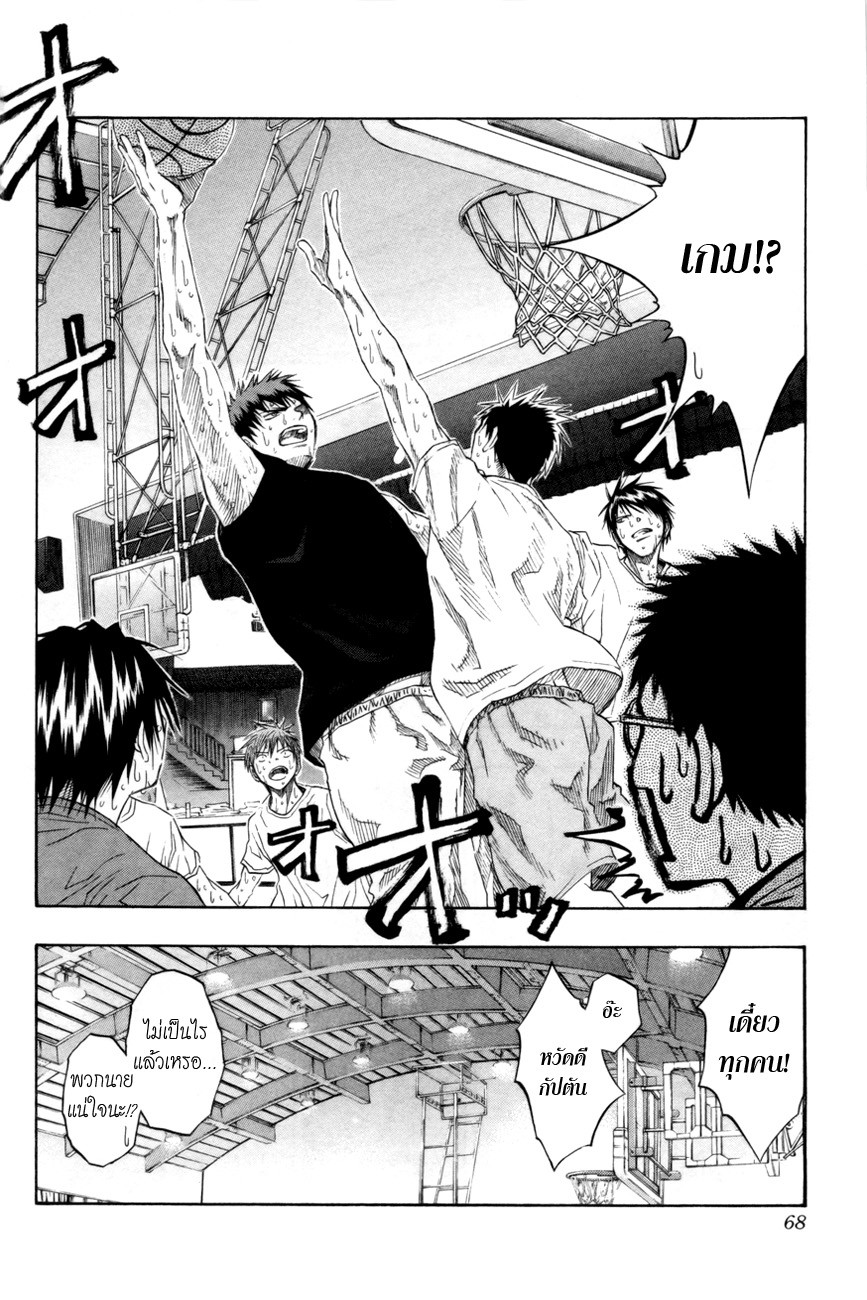 オ
オ
オ
オ
オ
เกม!?
เดี๋ยว
ทุกคน!
อ๊ะ
หวัดดี
กัปตัน
ไม่เป็นไร
แล้วเหรอ...
พวกนาย
แน่ใจนะ!?
68